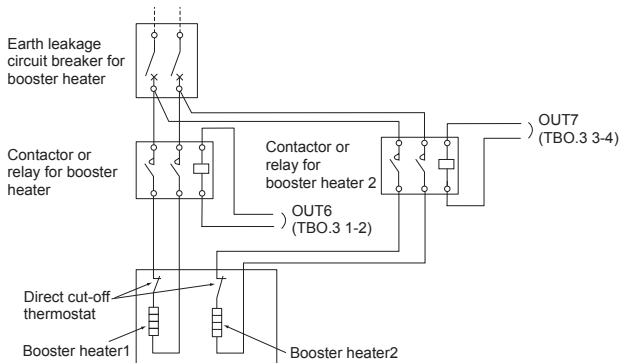 Earth leakage
circuit breaker for
booster heater
Contactor or
relay for booster
heater
Contactor or
relay for
booster heater 2
OUT7
(TBO.3 3-4)
OUT6
(TBO.3 1-2)
Direct cut-off
thermostat
Booster heater1
Booster heater2